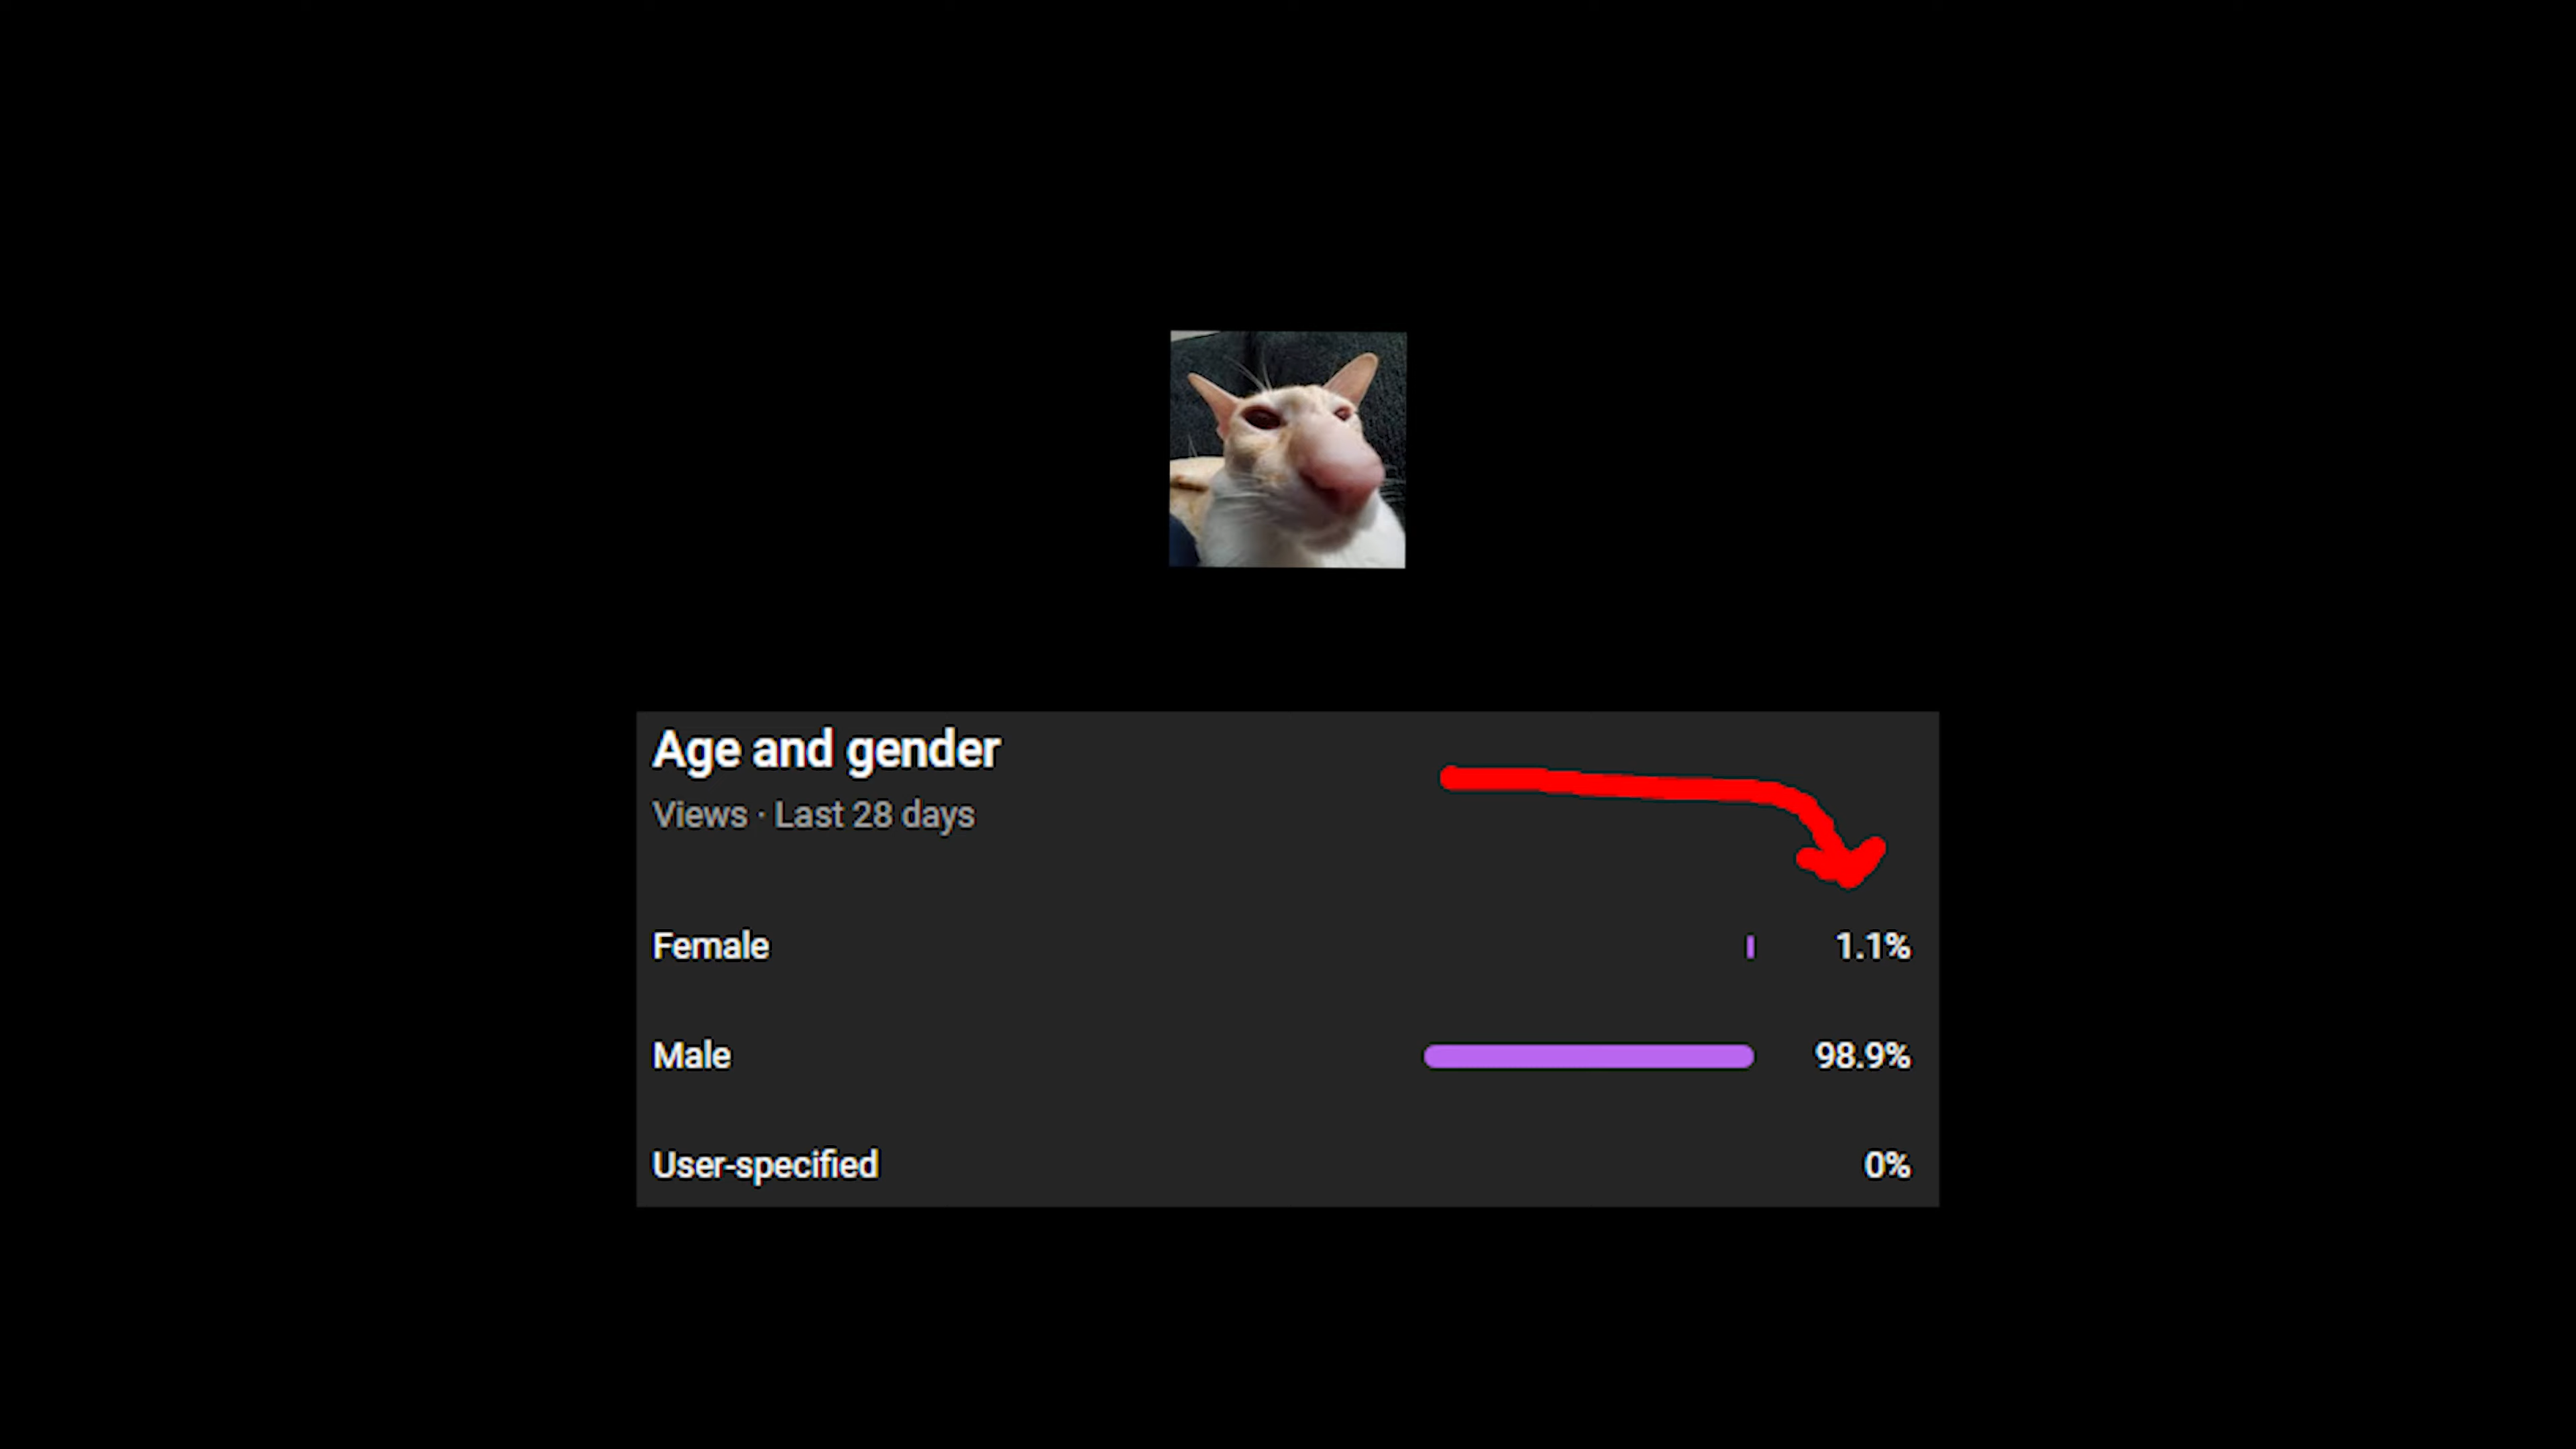 Age and gender
Views · Last 28 days
Female 1.1%
Male 98.9%
User-specified 0%